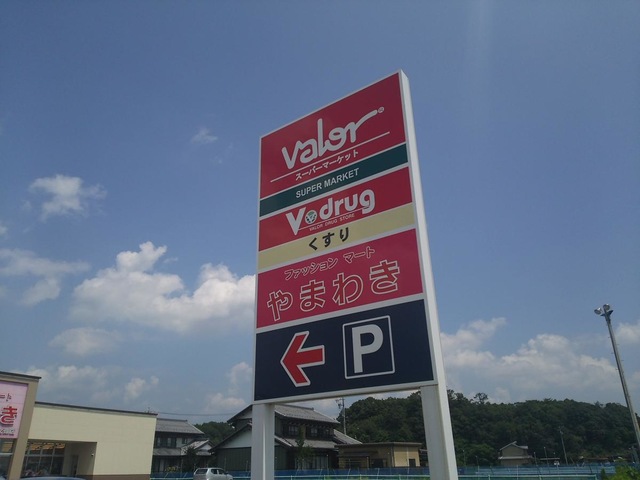 Valor
スーパーマーケット
SUPER MARKET
V drug
VALOR DRUG STORE
くすり
ファッション マート
やまわき
P
き